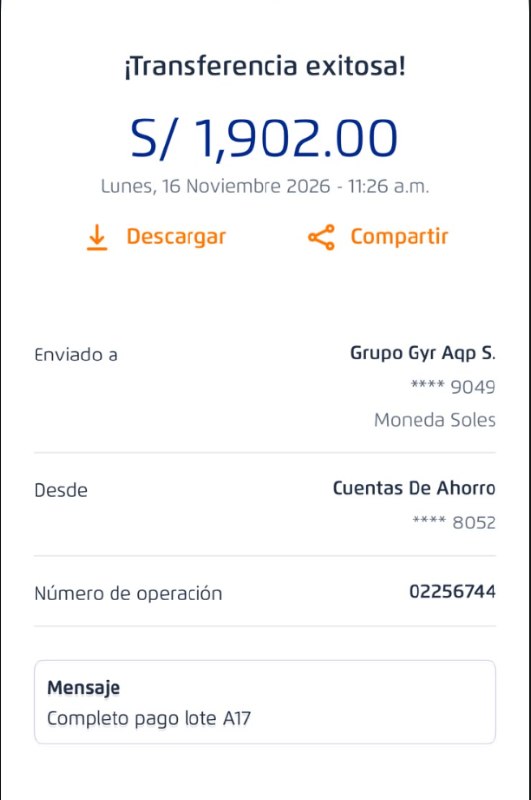 ¡Transferencia exitosa!
S/ 1,902.00
Lunes, 16 Noviembre 2026 - 11:26 a.m.
Descargar Compartir
Enviado a Grupo Gyr Aqp S.
**** 9049
Moneda Soles
Desde Cuentas De Ahorro
**** 8052
Número de operación 02256744
Mensaje
Completo pago lote A17